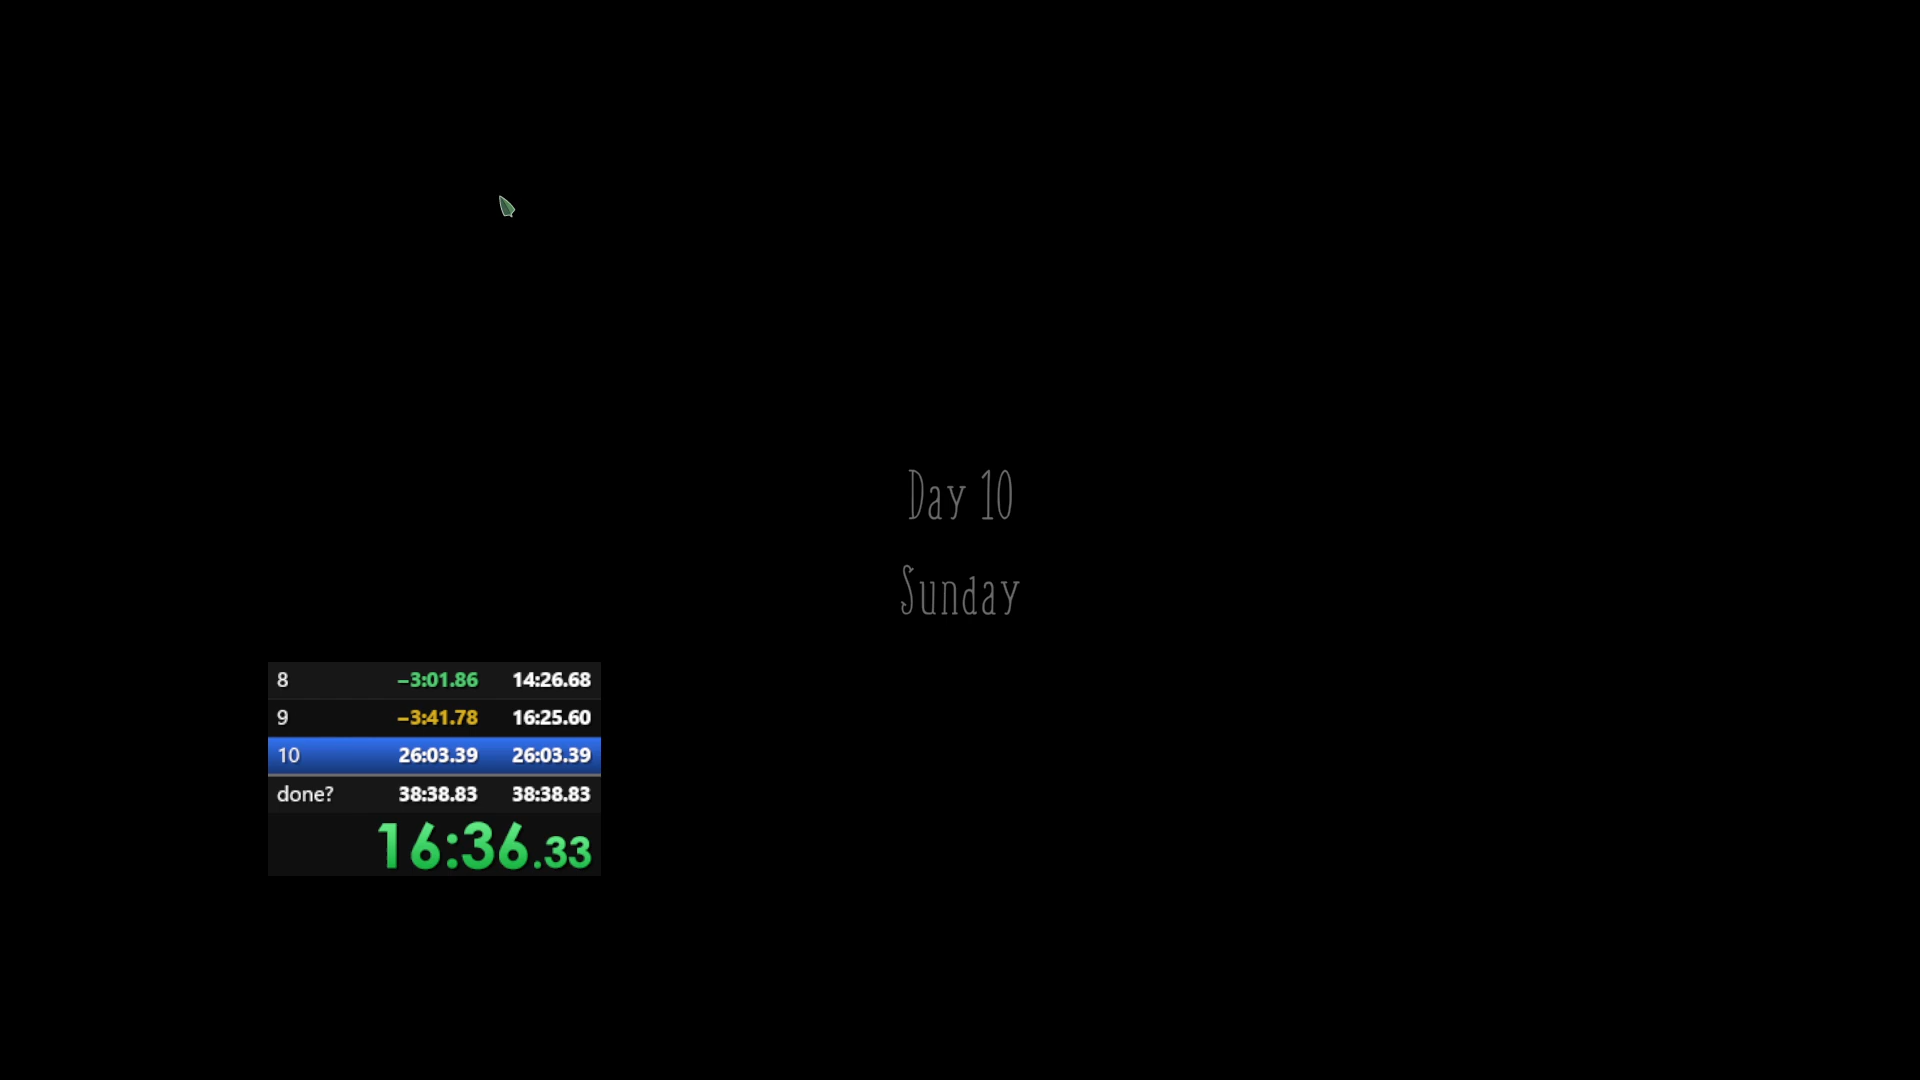 Day 10
Sunday
8 −3:01.86 14:26.68
9 −3:41.78 16:25.60
10 26:03.39 26:03.39
done? 38:38.83 38:38.83
16:36.33